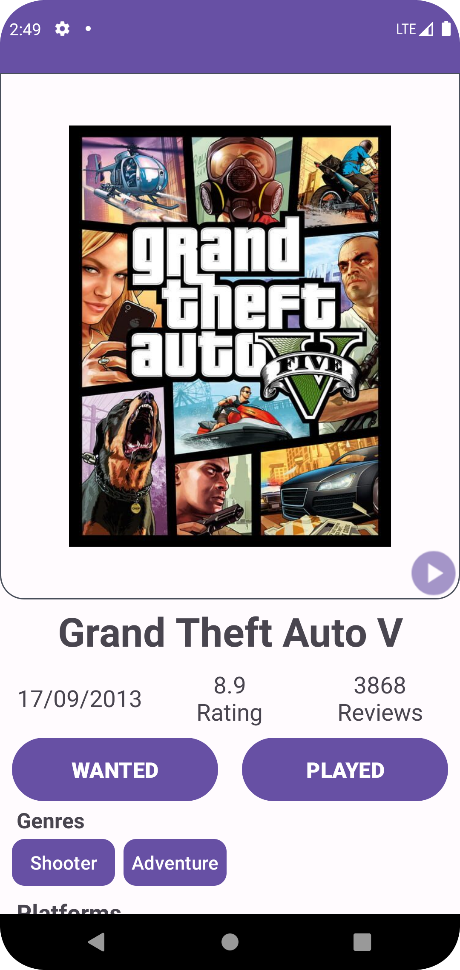 2:49
LTE
grand
theft
auto
FIVE
Grand Theft Auto V
17/09/2013
8.9
Rating
3868
Reviews
WANTED
PLAYED
Genres
Shooter
Adventure
Platforms